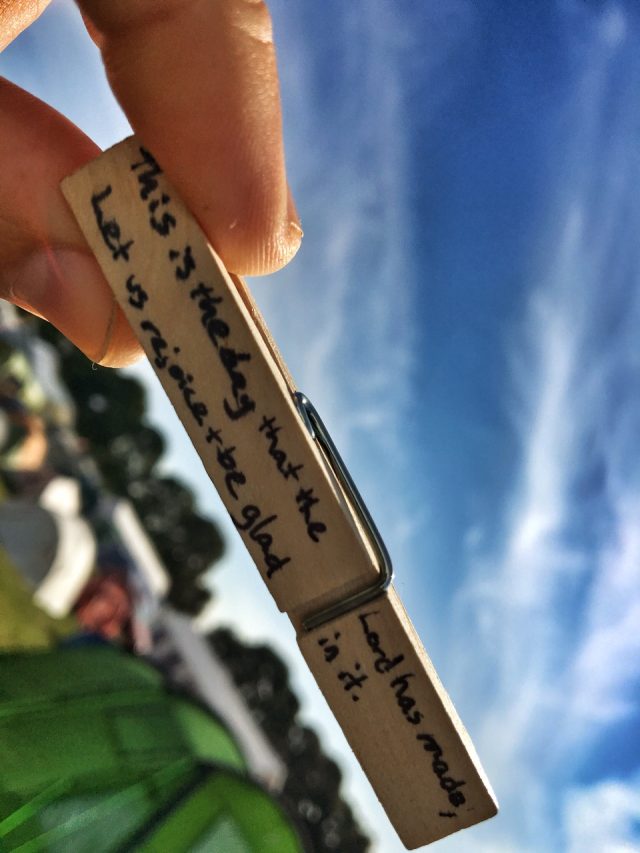 This is the day that the Lord has made;
Let us rejoice + be glad in it.